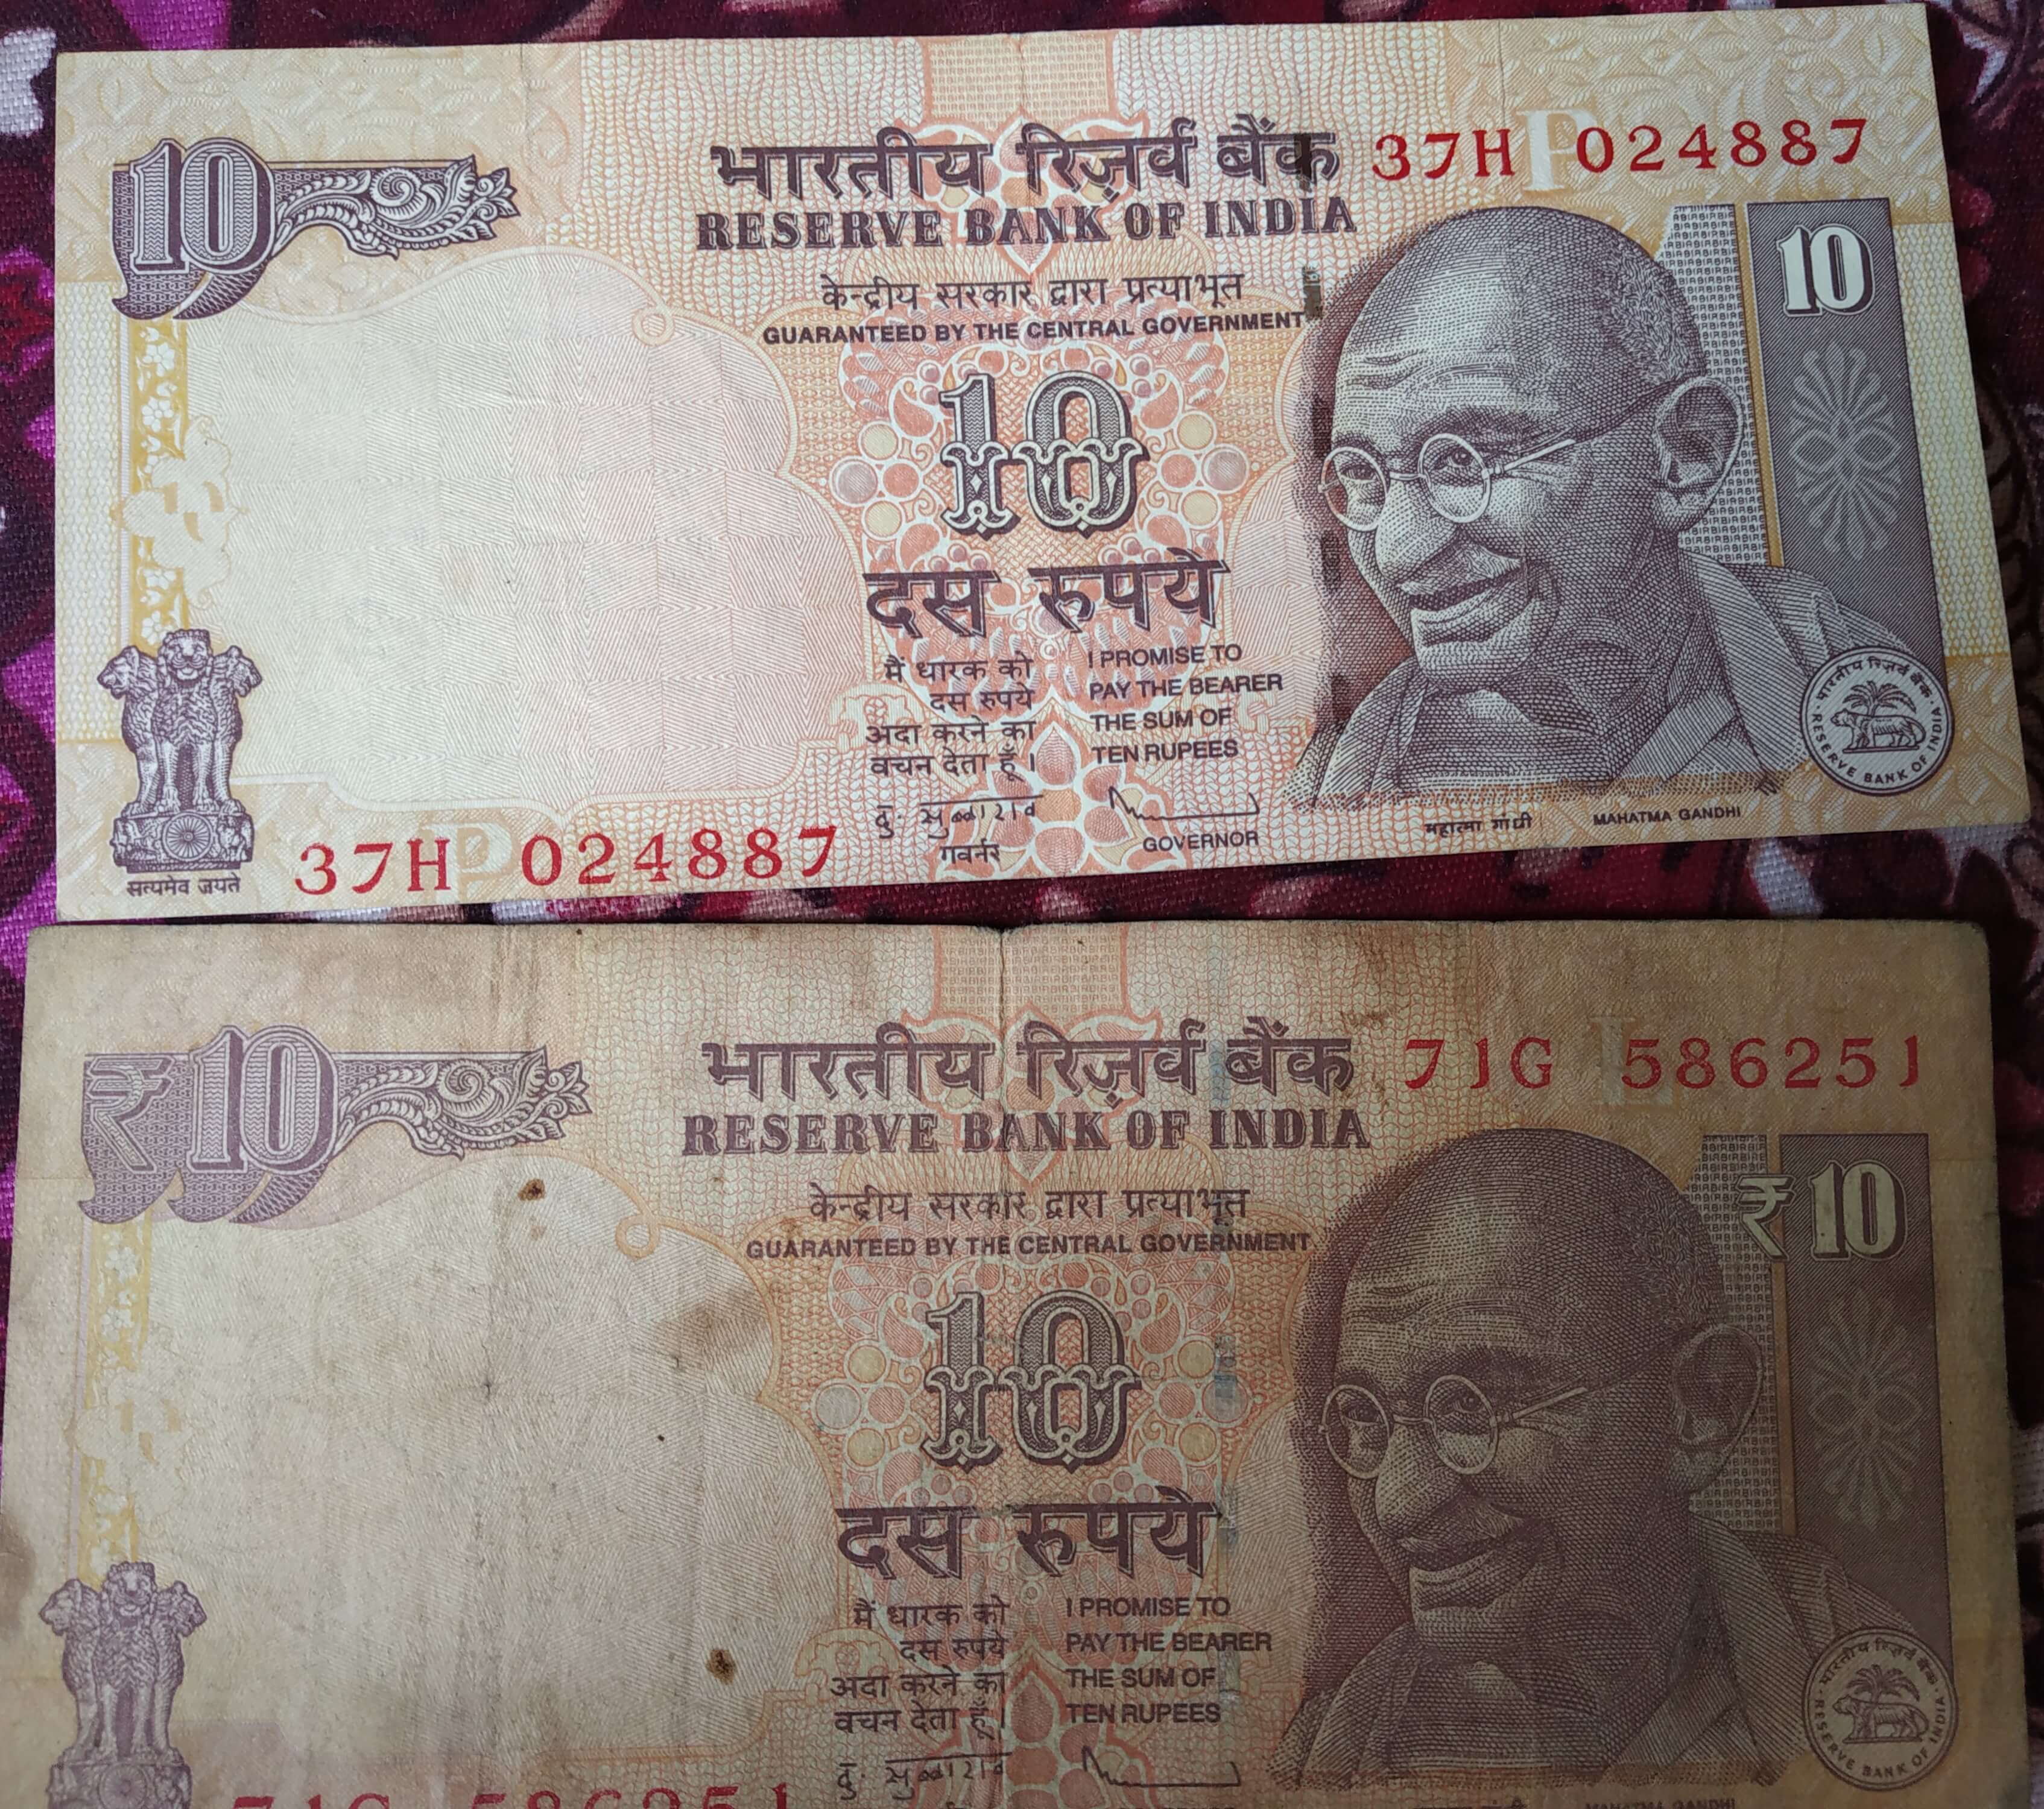 10
भारतीय रिज़र्व बैंक
37H 024887
RESERVE BANK OF INDIA
10
केन्द्रीय सरकार द्वारा प्रत्याभूत
GUARANTEED BY THE CENTRAL GOVERNMENT
10
दस रुपये
मैं धारक को
दस रुपये
अदा करने का
वचन देता हूँ।
I PROMISE TO
PAY THE BEARER
THE SUM OF
TEN RUPEES
गवर्नर
GOVERNOR
महात्मा गांधी
MAHATMA GANDHI
भारतीय रिज़र्व बैंक
RESERVE BANK OF INDIA
सत्यमेव जयते
37H 024887
₹10
भारतीय रिज़र्व बैंक
71G 586251
RESERVE BANK OF INDIA
₹10
केन्द्रीय सरकार द्वारा प्रत्याभूत
GUARANTEED BY THE CENTRAL GOVERNMENT
10
दस रुपये
मैं धारक को
दस रुपये
अदा करने का
वचन देता हूँ।
I PROMISE TO
PAY THE BEARER
THE SUM OF
TEN RUPEES
भारतीय रिज़र्व बैंक
RESERVE BANK OF INDIA
71G 586251
MAHATMA GANDHI